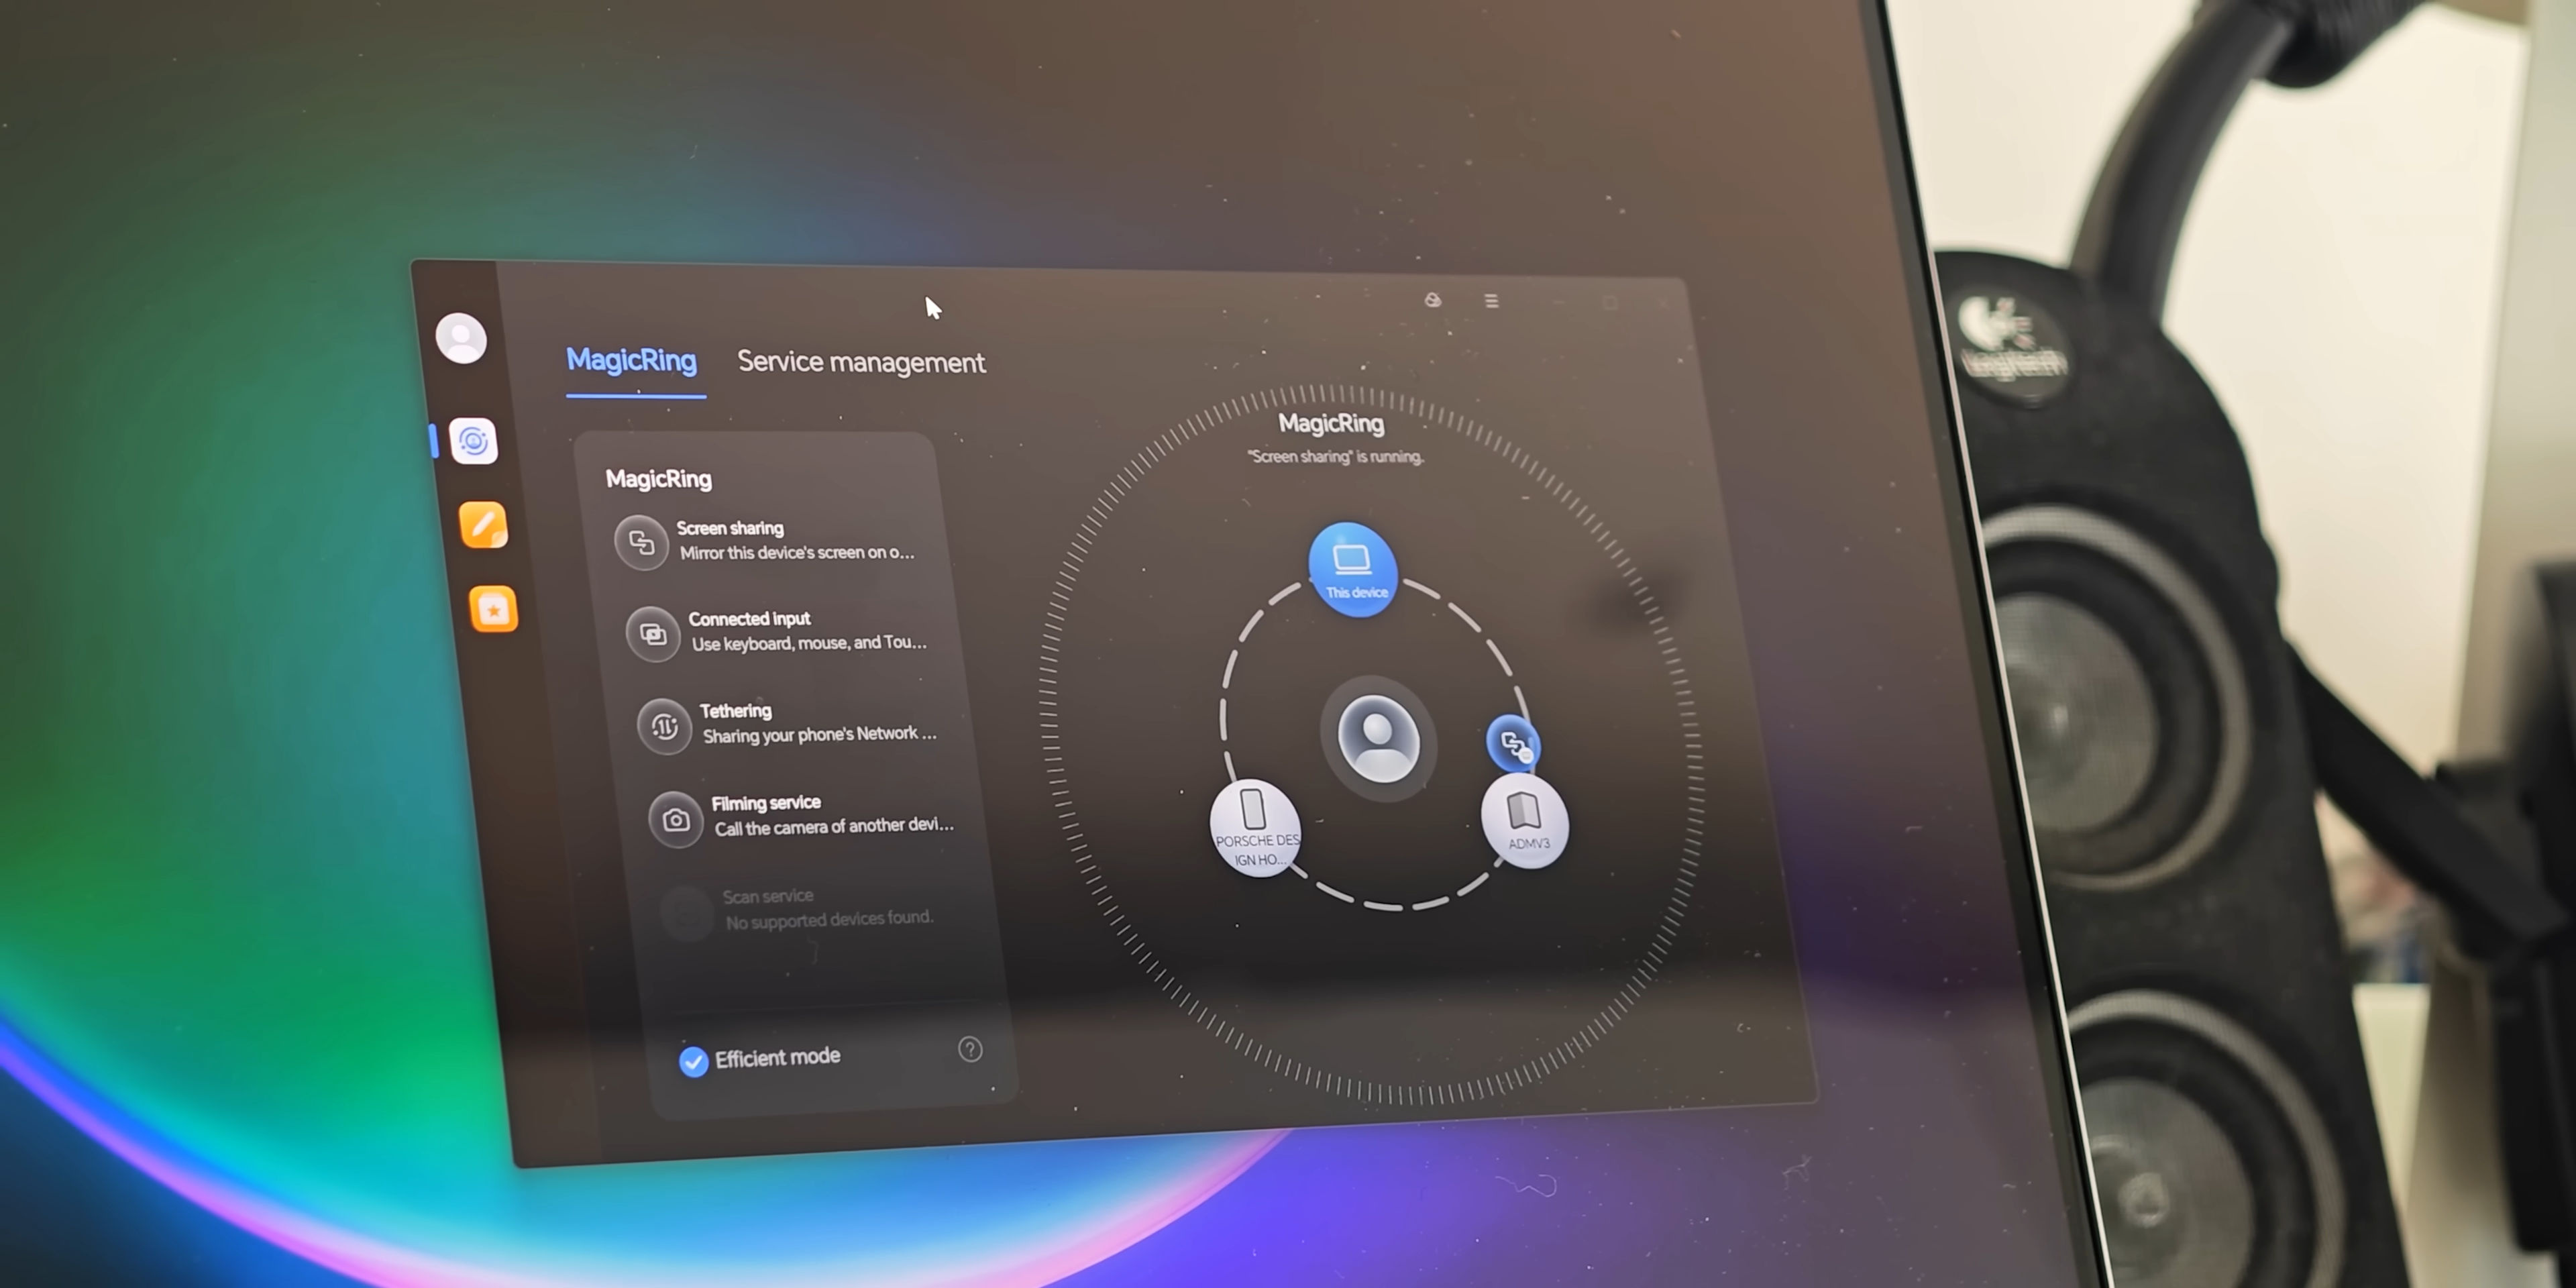 MagicRing
Service management
MagicRing
Screen sharing
Mirror this device's screen on o...
Connected input
Use keyboard, mouse, and Tou...
Tethering
Sharing your phone's Network ...
Filming service
Call the camera of another devi...
Scan service
No supported devices found.
Efficient mode
?
MagicRing
"Screen sharing" is running.
This device
PORSCHE DES
IGN HO...
ADMV3
Logitech